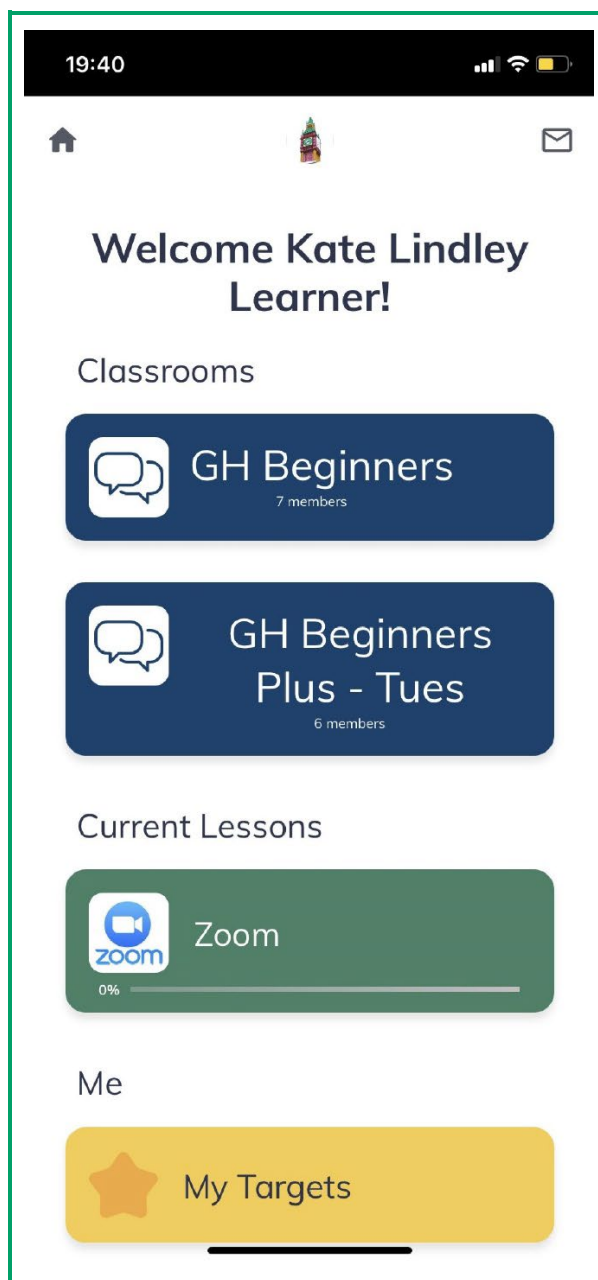 19:40
Welcome Kate Lindley
Learner!
Classrooms
GH Beginners
7 members
GH Beginners
Plus - Tues
6 members
Current Lessons
zoom
Zoom
0%
Me
My Targets